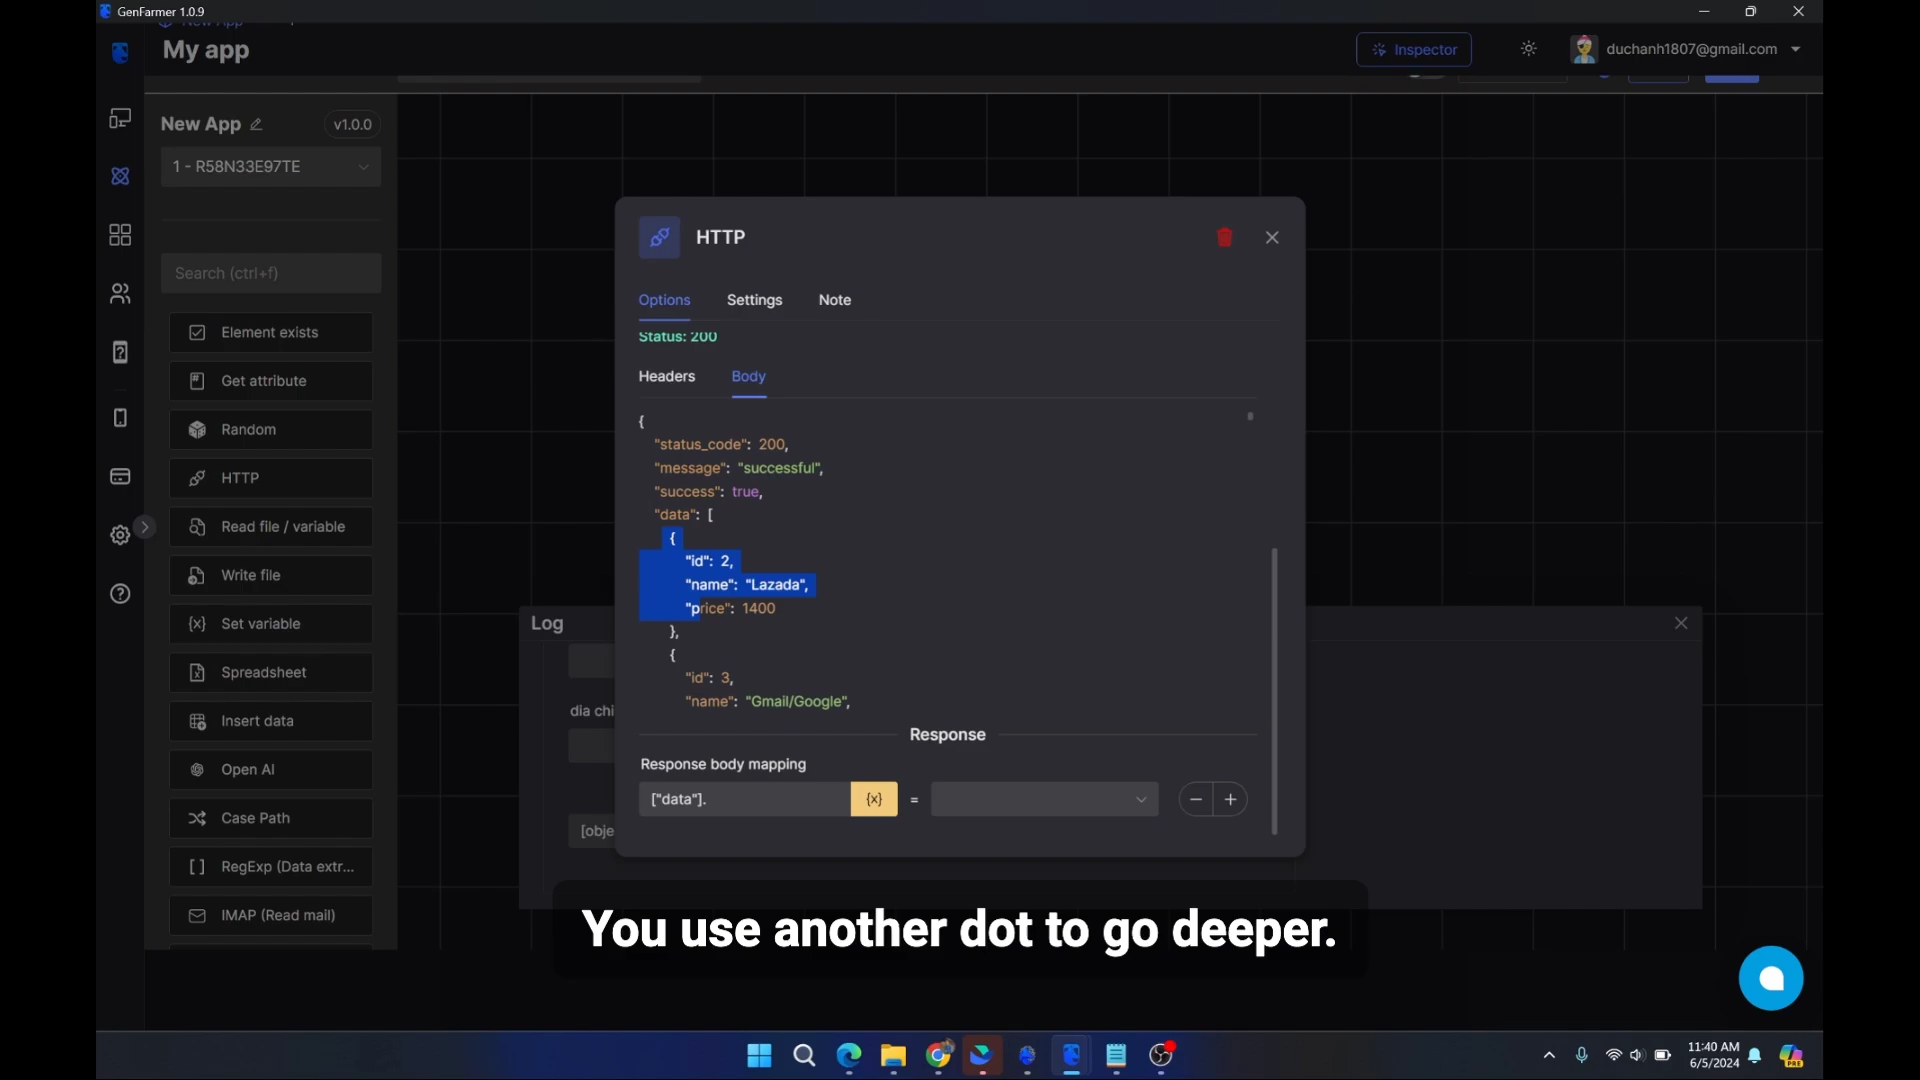 GenFarmer 1.0.9
New App
My app
Inspector
duchanh1807@gmail.com
New App
v1.0.0
1 - R58N33E97TE
Search (ctrl+f)
Element exists
Get attribute
Random
HTTP
Read file / variable
Write file
{x} Set variable
Spreadsheet
Insert data
Open AI
Case Path
[ ] RegExp (Data extr...
IMAP (Read mail)
HTTP
Options
Settings
Note
Status: 200
Headers
Body
{
"status_code": 200,
"message": "successful",
"success": true,
"data": [
{
"id": 2,
"name": "Lazada",
"price": 1400
},
{
"id": 3,
"name": "Gmail/Google",
Response
Response body mapping
["data"].
{x}
=
Log
dia chi
[obje
You use another dot to go deeper.
11:40 AM
6/5/2024
PRE